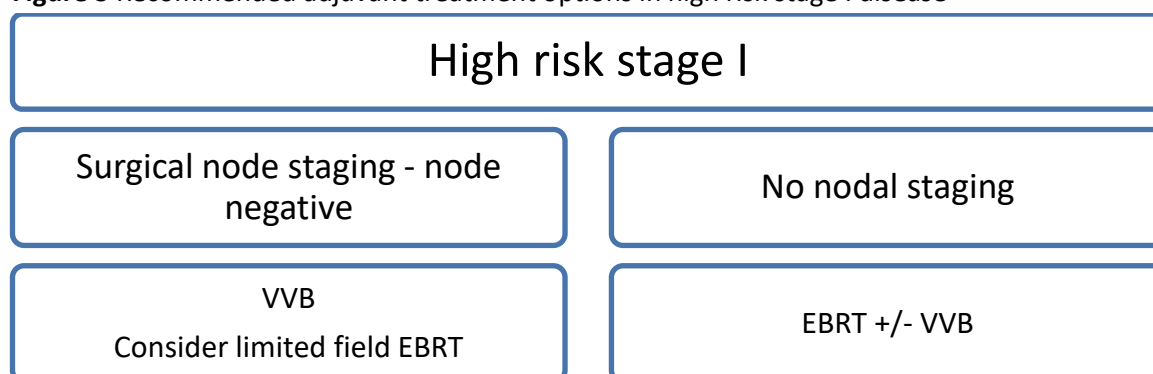 High risk stage I
Surgical node staging - node
negative
No nodal staging
VVB
Consider limited field EBRT
EBRT +/- VVB